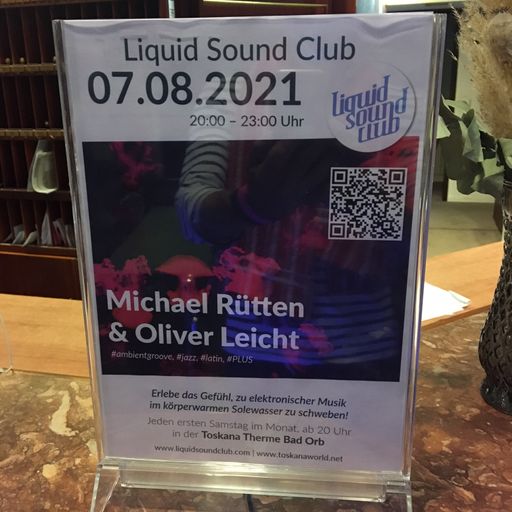 Liquid Sound Club
07.08.2021
20:00 – 23:00 Uhr
liquid
sound
club
Michael Rütten
& Oliver Leicht
#ambientgroove, #jazz, #latin, #PLUS
Erlebe das Gefühl, zu elektronischer Musik
im körperwarmen Solewasser zu schweben!
Jeden ersten Samstag im Monat, ab 20 Uhr
in der Toskana Therme Bad Orb
www.liquidsoundclub.com | www.toskanaworld.net